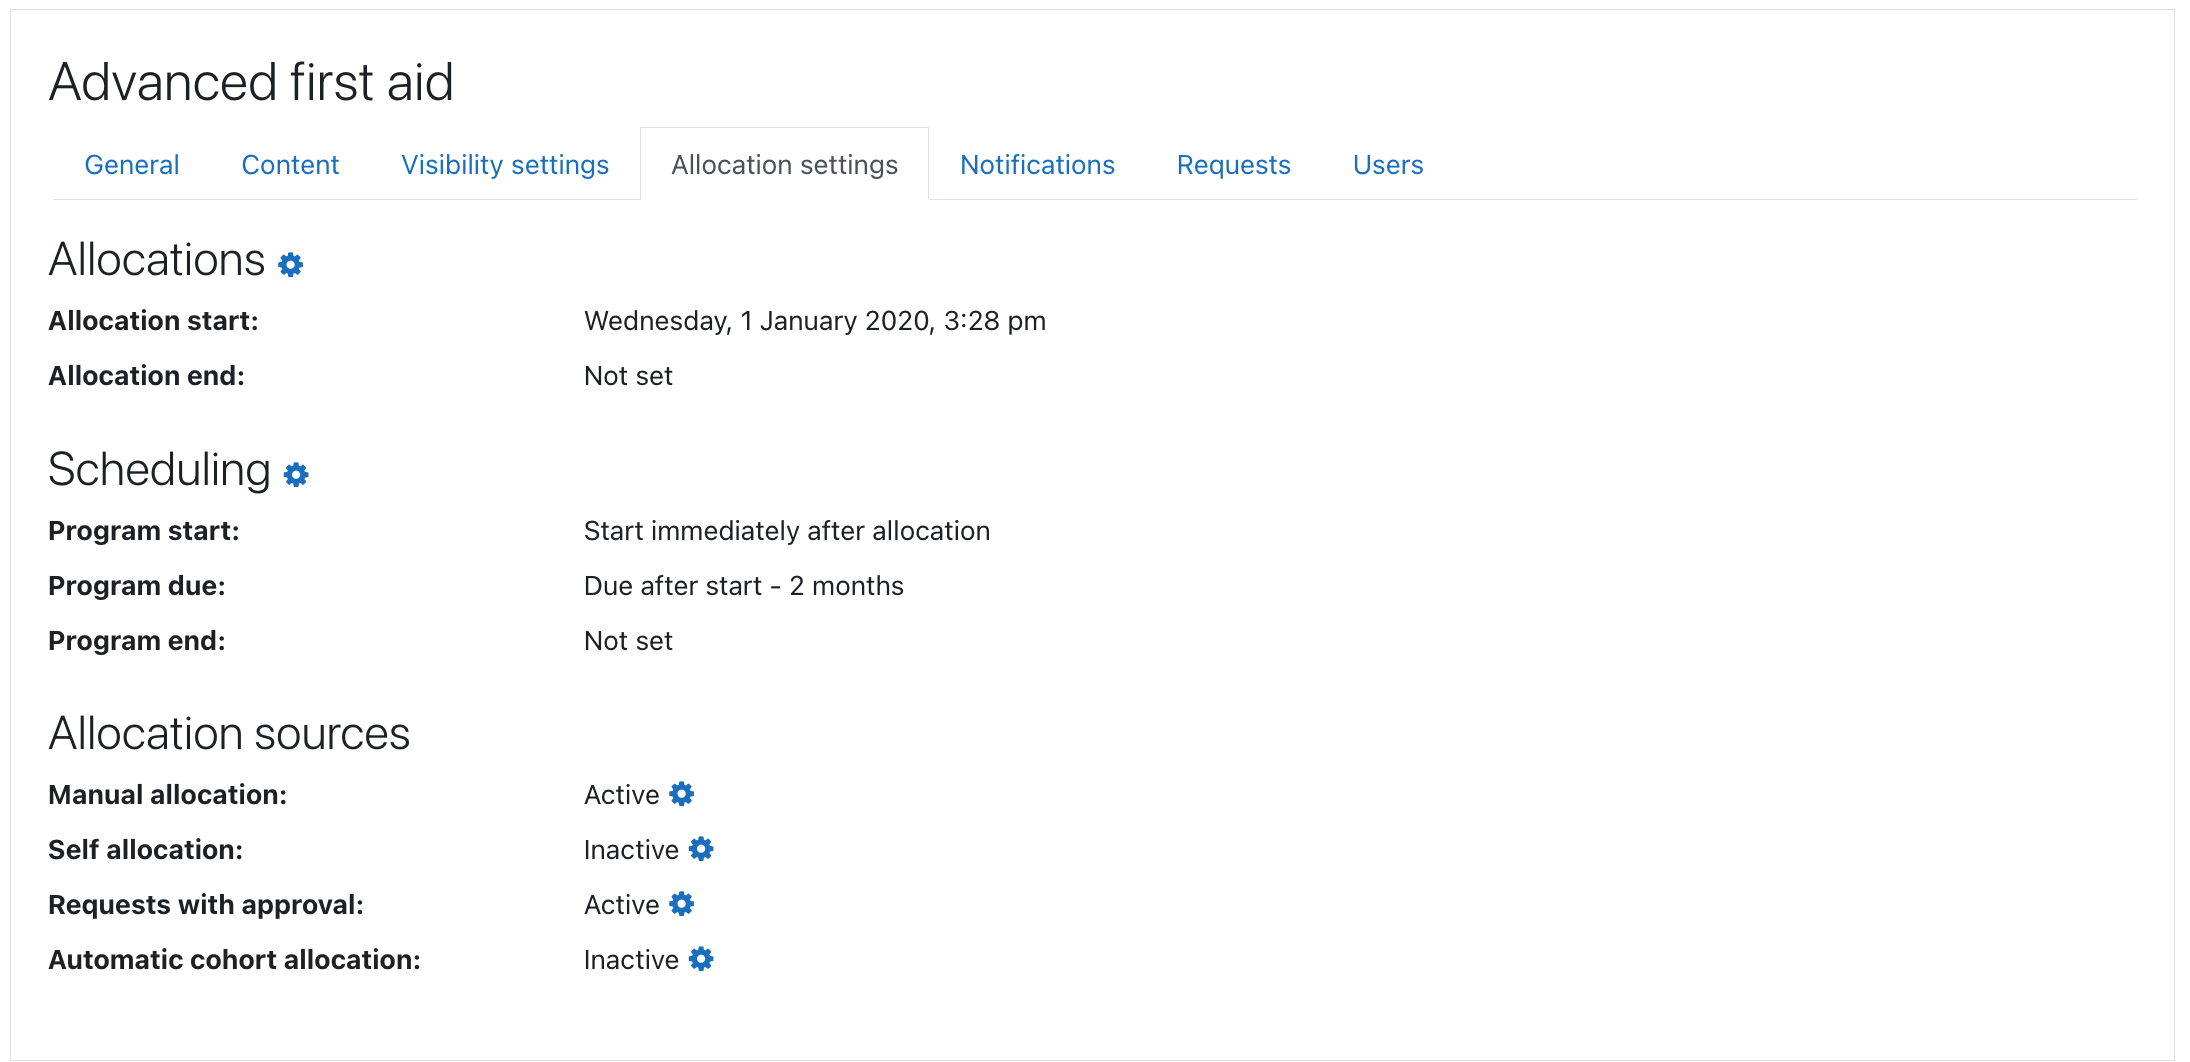 Advanced first aid
General Content Visibility settings Allocation settings Notifications Requests Users
Allocations
Allocation start: Wednesday, 1 January 2020, 3:28 pm
Allocation end: Not set
Scheduling
Program start: Start immediately after allocation
Program due: Due after start - 2 months
Program end: Not set
Allocation sources
Manual allocation: Active
Self allocation: Inactive
Requests with approval: Active
Automatic cohort allocation: Inactive